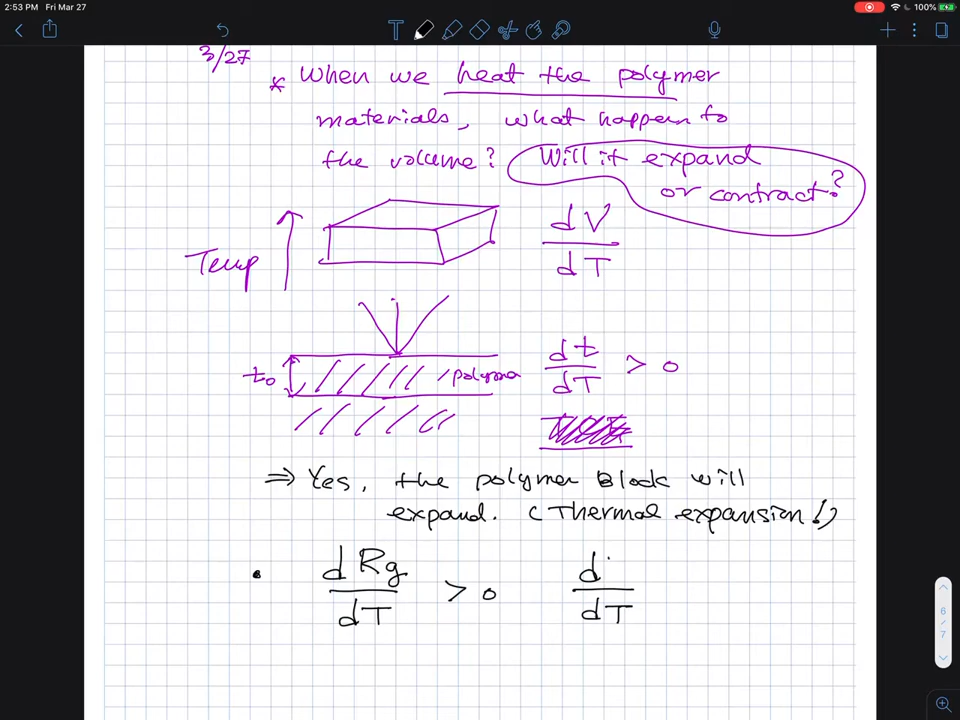 2:53 PM Fri Mar 27
100%
3/27
* When we heat the polymer
materials, what happen to
the volume? Will it expand
or contract?
Temp
dV
dT
t₀
polymer
dt
dT
> 0
⇒ Yes, the polymer Block will
expand. (Thermal expansion!)
• dRg
dT
> 0
d
dT
6
/
7